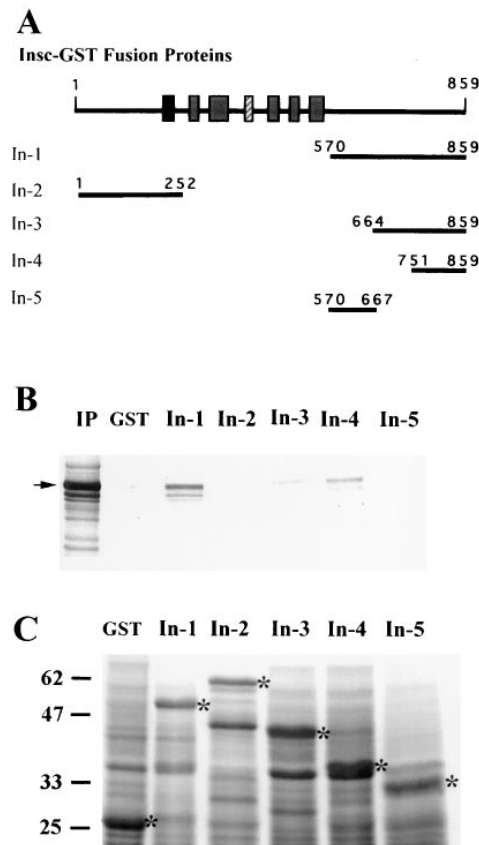 A
Insc-GST Fusion Proteins
1 859
In-1 570 859
In-2 1 252
In-3 664 859
In-4 751 859
In-5 570 667
B
IP GST In-1 In-2 In-3 In-4 In-5
C
GST In-1 In-2 In-3 In-4 In-5
62
*
47
*
*
*
33
*
25
*